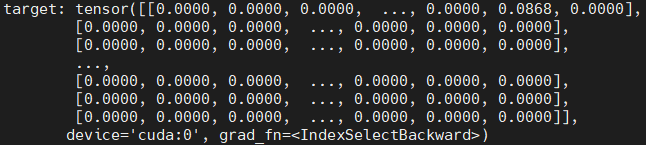 target: tensor([[0.0000, 0.0000, 0.0000,  ..., 0.0000, 0.0868, 0.0000],
        [0.0000, 0.0000, 0.0000,  ..., 0.0000, 0.0000, 0.0000],
        [0.0000, 0.0000, 0.0000,  ..., 0.0000, 0.0000, 0.0000],
        ...,
        [0.0000, 0.0000, 0.0000,  ..., 0.0000, 0.0000, 0.0000],
        [0.0000, 0.0000, 0.0000,  ..., 0.0000, 0.0000, 0.0000],
        [0.0000, 0.0000, 0.0000,  ..., 0.0000, 0.0000, 0.0000]],
       device='cuda:0', grad_fn=<IndexSelectBackward>)